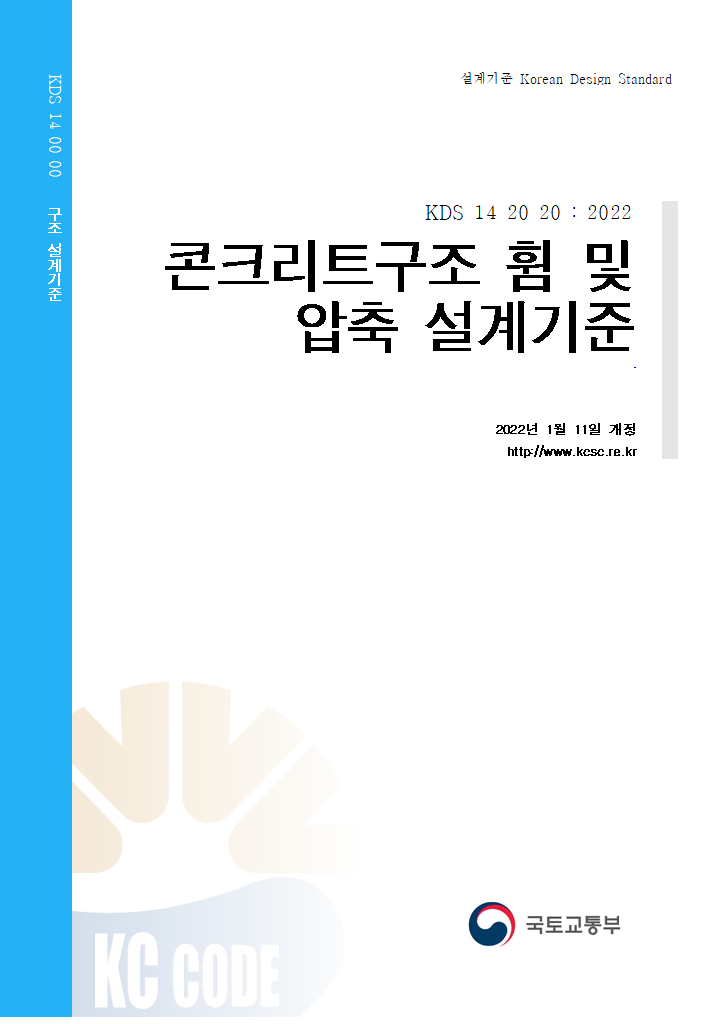 설계기준 Korean Design Standard
KDS 14 00 00 구조 설계기준
KDS 14 20 20 : 2022
콘크리트구조 휨 및
압축 설계기준
.
2022년 1월 11일 개정
http://www.kcsc.re.kr
KC CODE
국토교통부